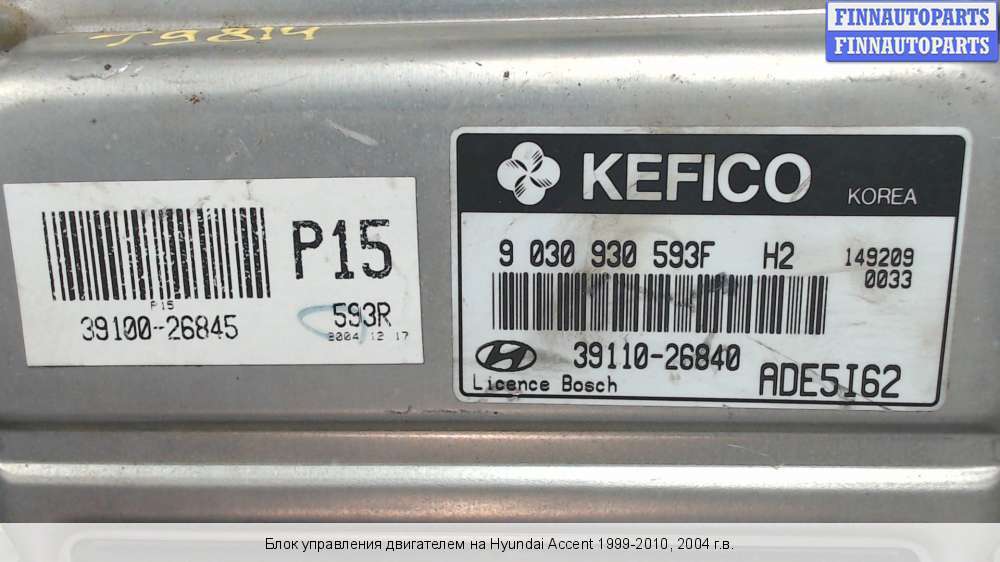 FINNAUTOPARTS
FINNAUTOPARTS
T9814
KEFICO
KOREA
P15
9 030 930 593F H2 149209
0033
P15
39100-26845
593R
2004 12 17
39110-26840
Licence Bosch
ADE5I62
Блок управления двигателем на Hyundai Accent 1999-2010, 2004 г.в.